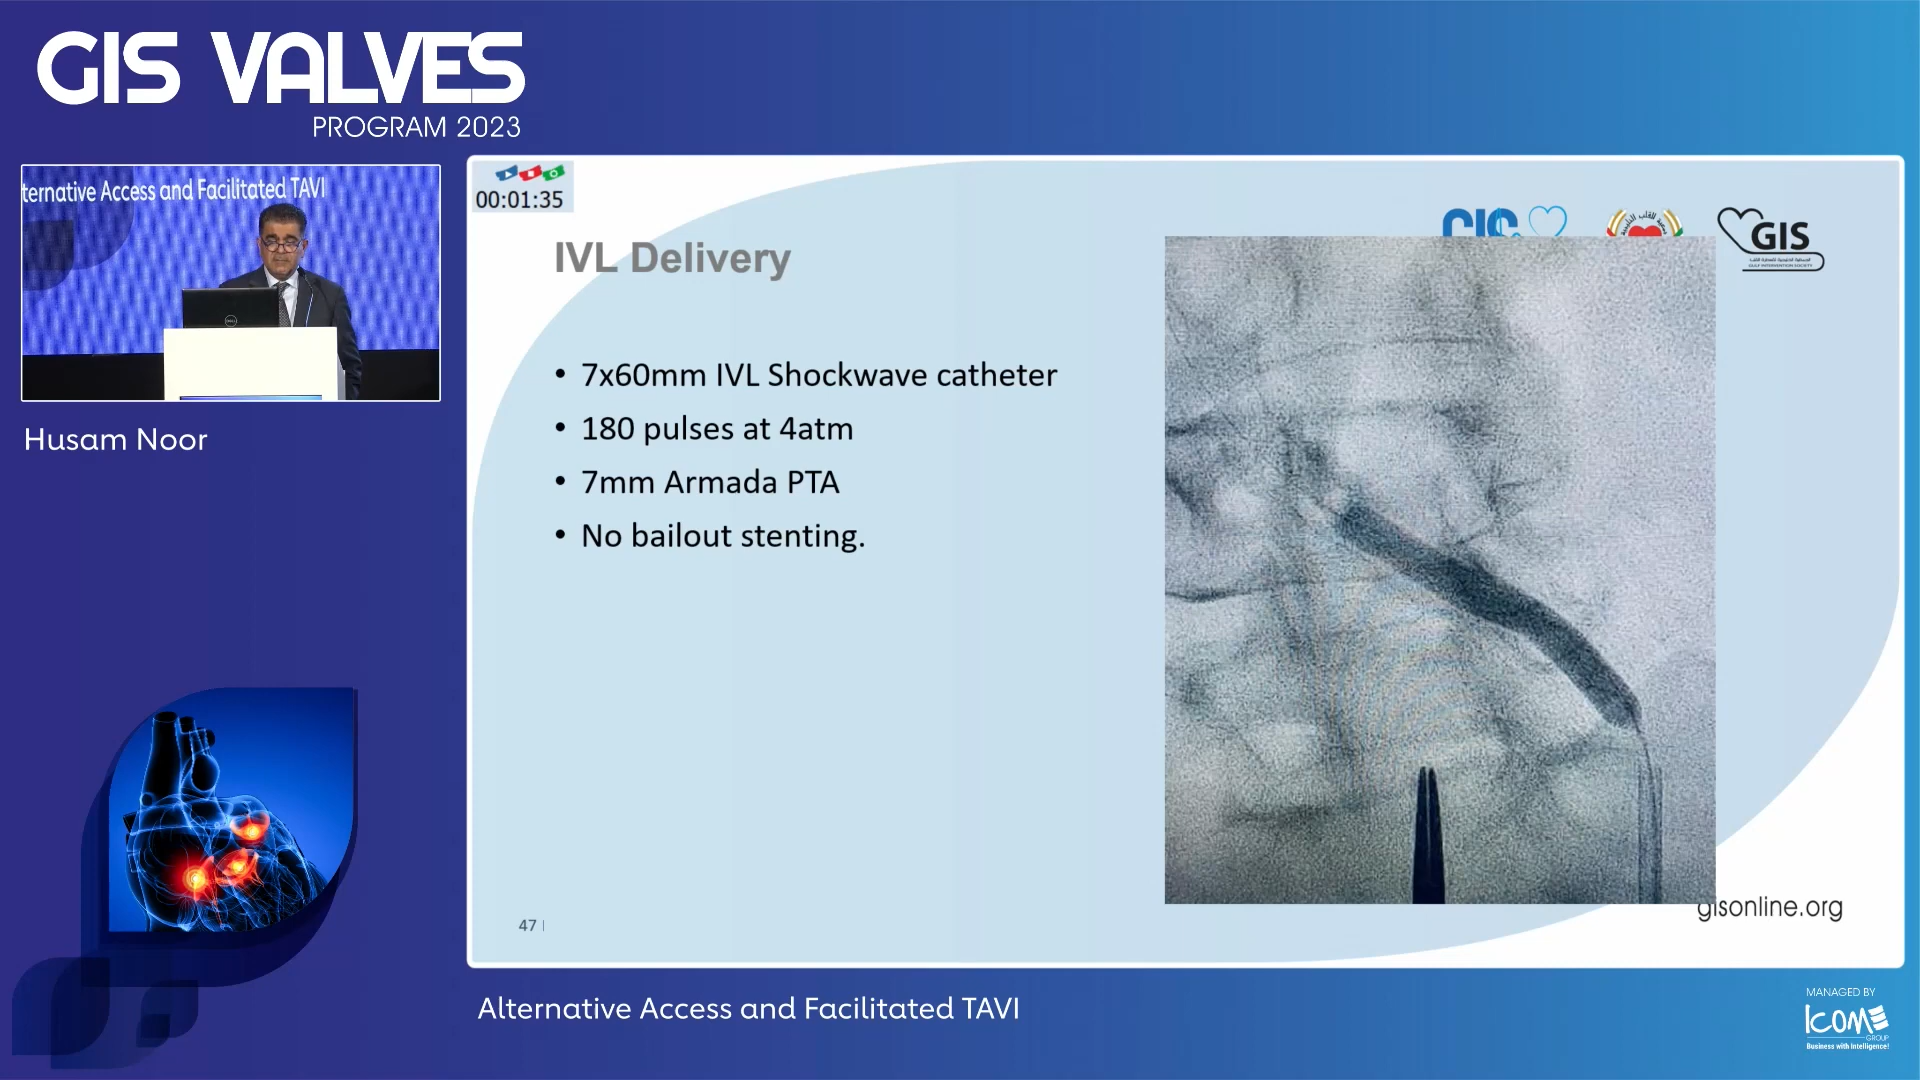 GIS VALVES
PROGRAM 2023
ternative Access and Facilitated TAVI
DELL
Husam Noor
00:01:35
GIS
GIS
IVL Delivery
• 7x60mm IVL Shockwave catheter
• 180 pulses at 4atm
• 7mm Armada PTA
• No bailout stenting.
47 |
gisonline.org
Alternative Access and Facilitated TAVI
MANAGED BY
ICOM
GROUP
Business with Intelligence!